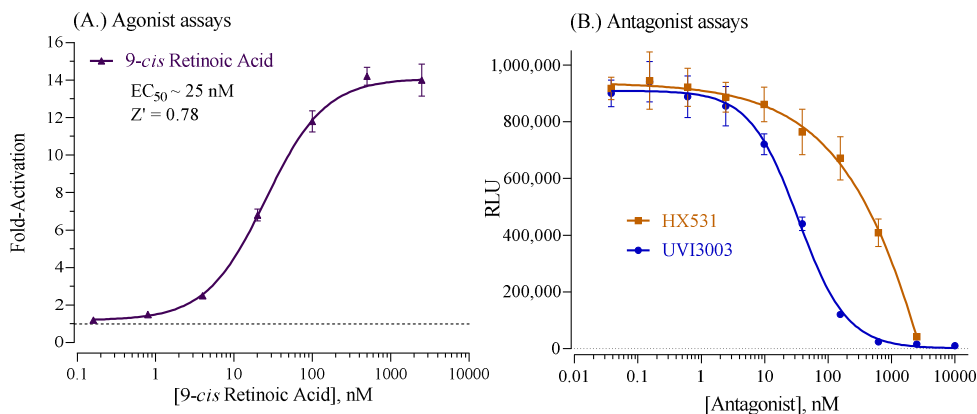 (A.) Agonist assays
16
14
12
10
8
6
4
2
0
Fold-Activation
9-cis Retinoic Acid
EC50 ~ 25 nM
Z' = 0.78
0.1 1 10 100 1000 10000
[9-cis Retinoic Acid], nM
(B.) Antagonist assays
1,000,000
800,000
600,000
400,000
200,000
0
RLU
HX531
UVI3003
0.01 0.1 1 10 100 1000 10000
[Antagonist], nM